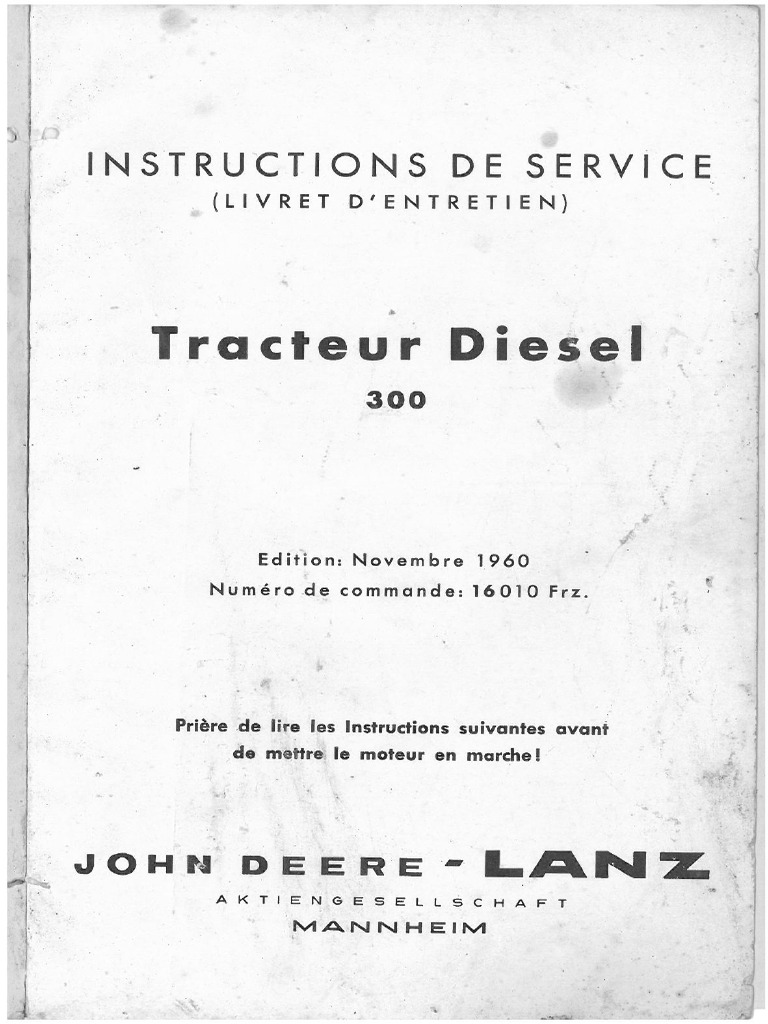 INSTRUCTIONS DE SERVICE
(LIVRET D'ENTRETIEN)
Tracteur Diesel
300
Edition: Novembre 1960
Numéro de commande: 16010 Frz.
Prière de lire les Instructions suivantes avant
de mettre le moteur en marche!
JOHN DEERE - LANZ
AKTIENGESELLSCHAFT
MANNHEIM